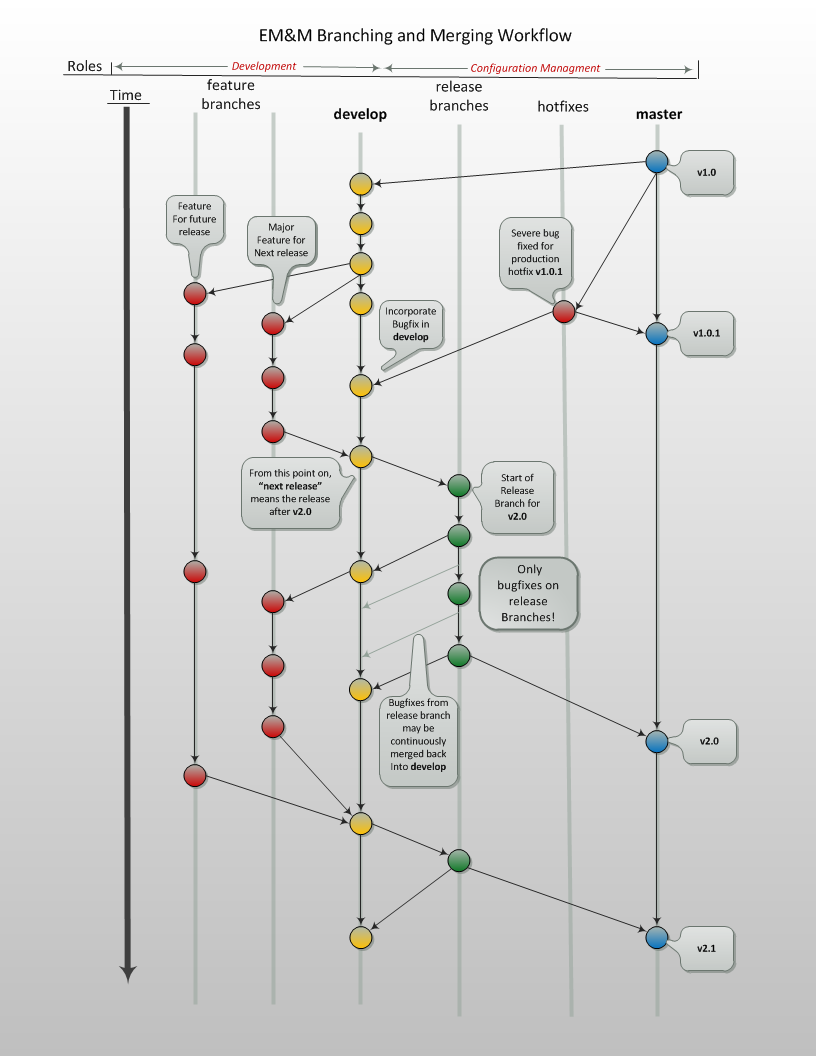 EM&M Branching and Merging Workflow
Roles
Development
Configuration Managment
Time
feature
branches
develop
release
branches
hotfixes
master
v1.0
Feature
For future
release
Major
Feature for
Next release
Severe bug
fixed for
production
hotfix v1.0.1
Incorporate
Bugfix in
develop
v1.0.1
From this point on,
“next release”
means the release
after v2.0
Start of
Release
Branch for
v2.0
Only
bugfixes on
release
Branches!
Bugfixes from
release branch
may be
continuously
merged back
Into develop
v2.0
v2.1